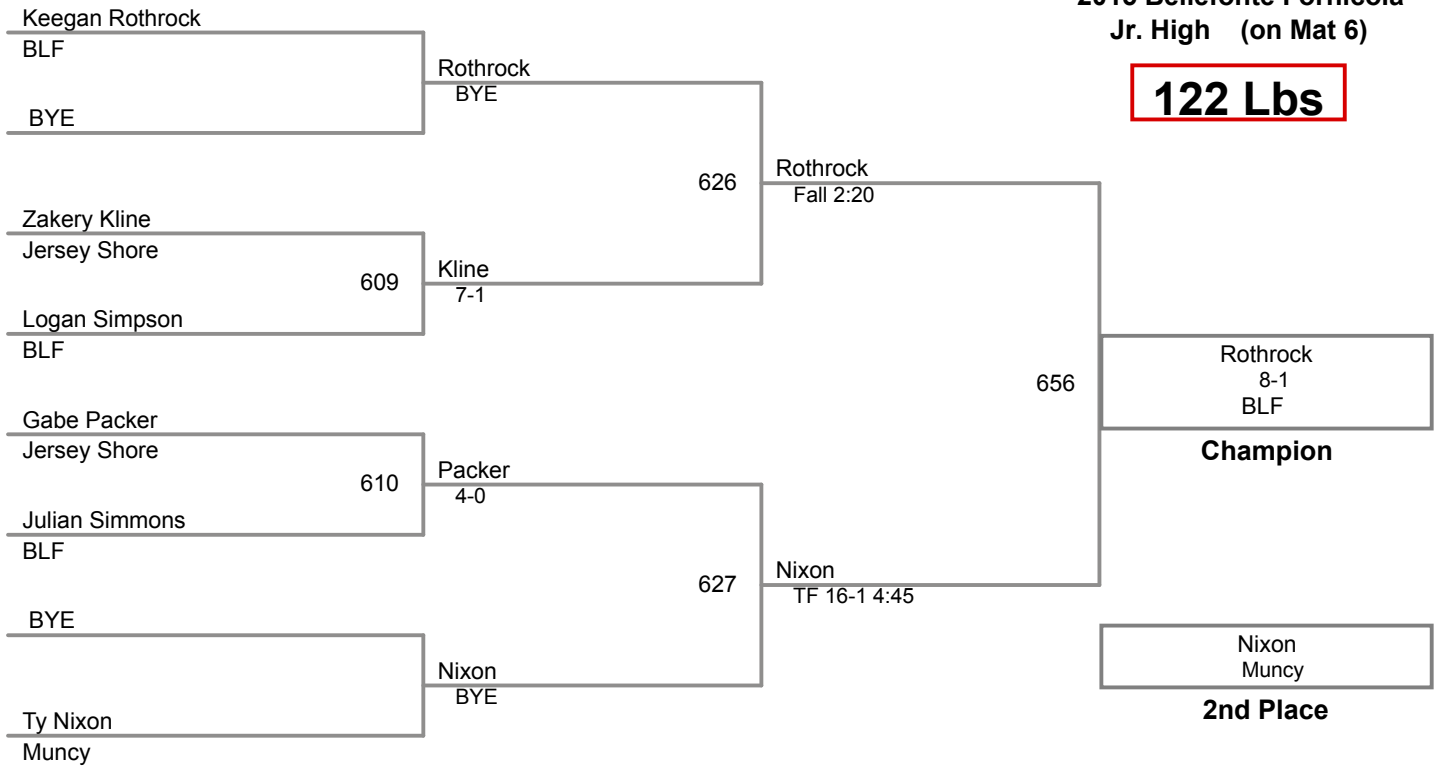 Bellefonte Fornicola
Jr. High (on Mat 6)
122 Lbs
Keegan Rothrock
BLF
BYE
Zakery Kline
Jersey Shore
609
Logan Simpson
BLF
Gabe Packer
Jersey Shore
610
Julian Simmons
BLF
BYE
Ty Nixon
Muncy
Rothrock
BYE
626
Kline
7-1
Packer
4-0
627
Nixon
BYE
Rothrock
Fall 2:20
656
Nixon
TF 16-1 4:45
Rothrock
8-1
BLF
Champion
Nixon
Muncy
2nd Place